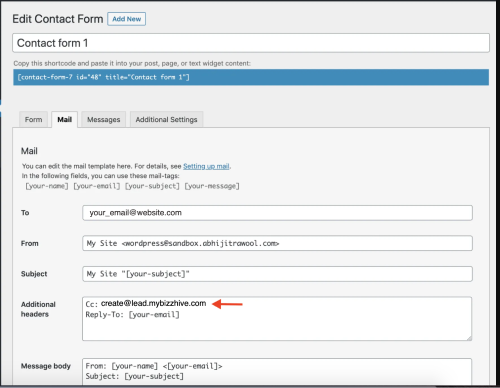 Edit Contact Form Add New
Contact form 1
Copy this shortcode and paste it into your post, page, or text widget content:
[contact-form-7 id="48" title="Contact form 1"]
Form Mail Messages Additional Settings
Mail
You can edit the mail template here. For details, see Setting up mail.
In the following fields, you can use these mail-tags:
[your-name] [your-email] [your-subject] [your-message]
To your_email@website.com
From My Site <wordpress@sandbox.abhijitrawool.com>
Subject My Site "[your-subject]"
Additional headers Cc: create@lead.mybizzhive.com
Reply-To: [your-email]
Message body From: [your-name] <[your-email]>
Subject: [your-subject]